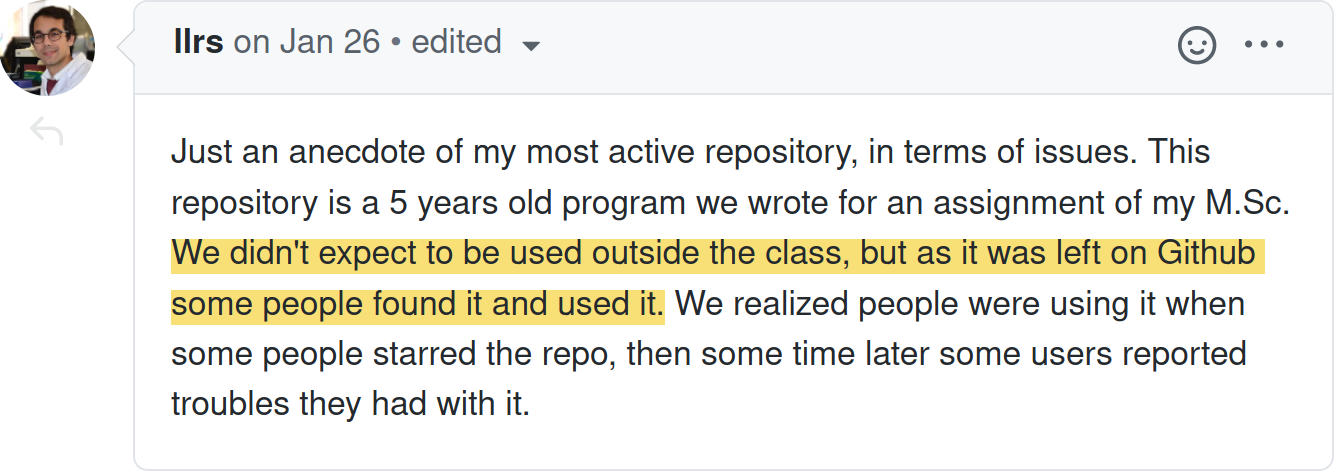 llrs on Jan 26 • edited
Just an anecdote of my most active repository, in terms of issues. This
repository is a 5 years old program we wrote for an assignment of my M.Sc.
We didn't expect to be used outside the class, but as it was left on Github
some people found it and used it. We realized people were using it when
some people starred the repo, then some time later some users reported
troubles they had with it.